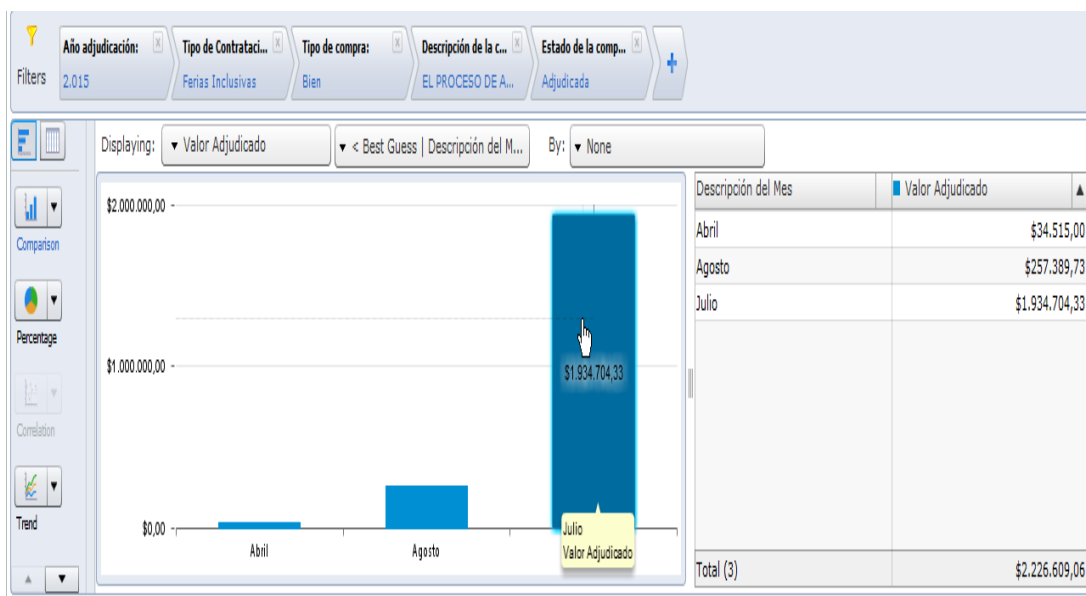 Filters
Año adjudicación:
2.015
Tipo de Contrataci...
Ferias Inclusivas
Tipo de compra:
Bien
Descripción de la c...
EL PROCESO DE A...
Estado de la comp...
Adjudicada
Displaying: Valor Adjudicado < Best Guess | Descripción del M... By: None
Comparison
Percentage
Correlation
Trend
$2.000.000,00
$1.000.000,00
$0,00
$1.934.704,33
Abril Agosto
Julio
Valor Adjudicado
Descripción del Mes Valor Adjudicado
Abril $34.515,00
Agosto $257.389,73
Julio $1.934.704,33
Total (3) $2.226.609,06